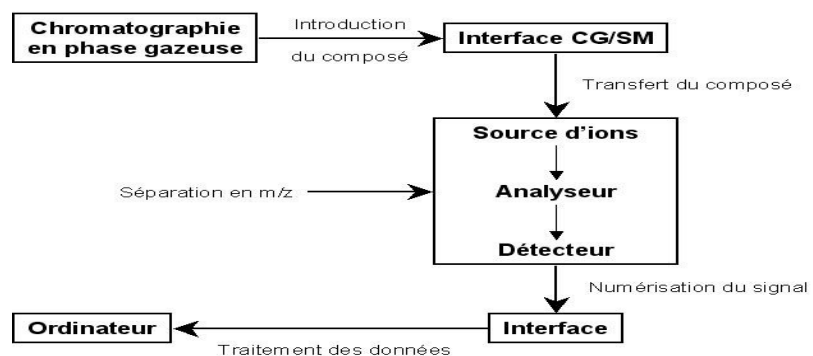 Chromatographie
en phase gazeuse
Introduction
du composé
Interface CG/SM
Transfert du composé
Source d'ions
Séparation en m/z
Analyseur
Détecteur
Numérisation du signal
Interface
Ordinateur
Traitement des données